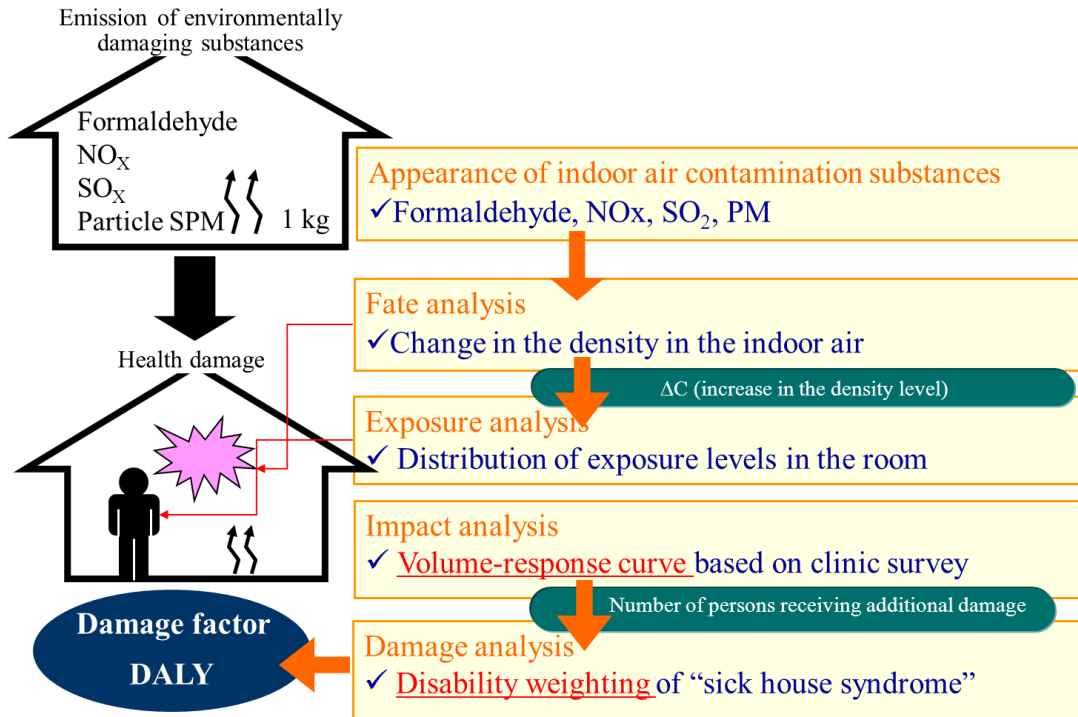 Emission of environmentally
damaging substances
Formaldehyde
NOX
SOX
Particle SPM
1 kg
Health damage
Damage factor
DALY
Appearance of indoor air contamination substances
✓Formaldehyde, NOx, SO2, PM
Fate analysis
✓Change in the density in the indoor air
ΔC (increase in the density level)
Exposure analysis
✓ Distribution of exposure levels in the room
Impact analysis
✓ Volume-response curve based on clinic survey
Number of persons receiving additional damage
Damage analysis
✓ Disability weighting of “sick house syndrome”